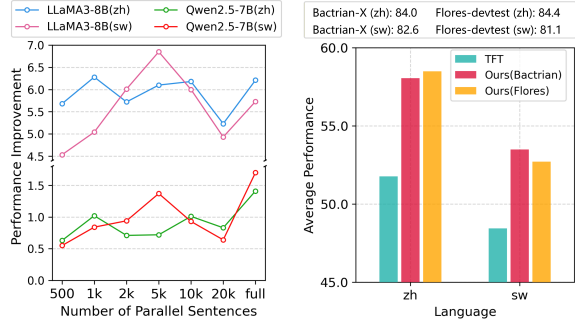 LLaMA3-8B(zh) Qwen2.5-7B(zh)
LLaMA3-8B(sw) Qwen2.5-7B(sw)
7.0
6.5
6.0
5.5
5.0
4.5
1.5
1.0
0.5
0.0
Performance Improvement
500 1k 2k 5k 10k 20k full
Number of Parallel Sentences
Bactrian-X (zh): 84.0 Flores-devtest (zh): 84.4
Bactrian-X (sw): 82.6 Flores-devtest (sw): 81.1
TFT
Ours(Bactrian)
Ours(Flores)
60.0
55.0
50.0
45.0
Average Performance
zh sw
Language